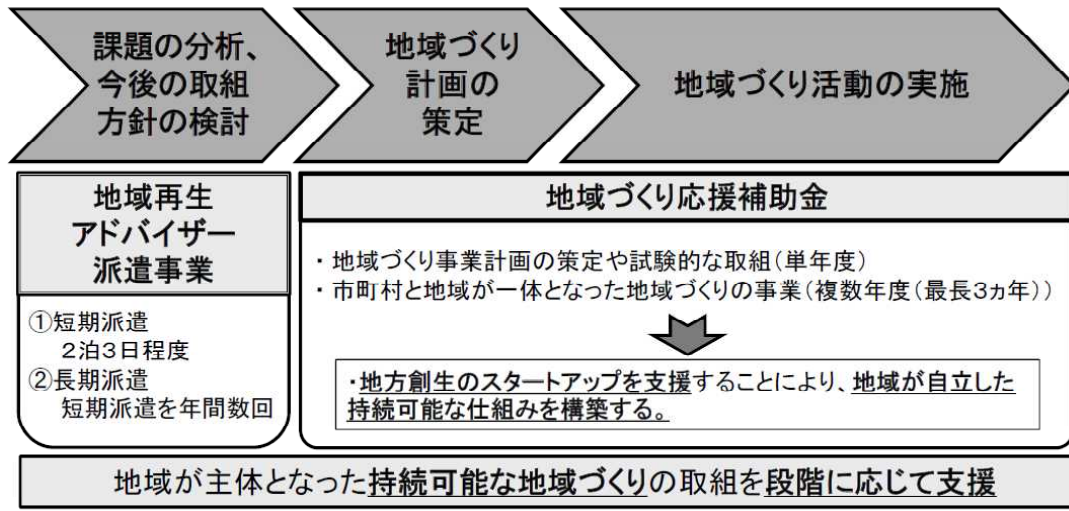 課題の分析、
今後の取組
方針の検討
地域づくり
計画の
策定
地域づくり活動の実施
地域再生
アドバイザー
派遣事業
①短期派遣
２泊３日程度
②長期派遣
短期派遣を年間数回
地域づくり応援補助金
・地域づくり事業計画の策定や試験的な取組（単年度）
・市町村と地域が一体となった地域づくりの事業（複数年度（最長３ヵ年））
・地方創生のスタートアップを支援することにより、地域が自立した
持続可能な仕組みを構築する。
地域が主体となった持続可能な地域づくりの取組を段階に応じて支援